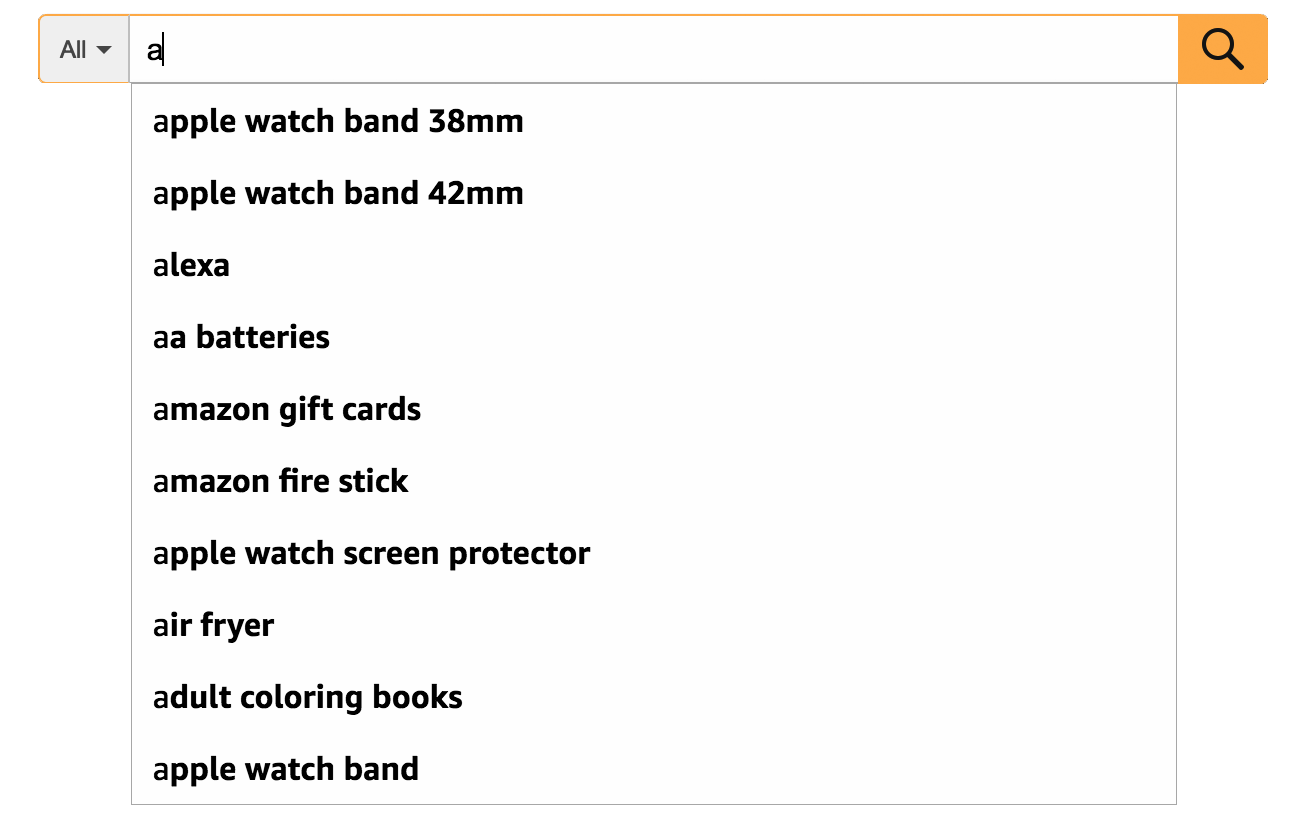 All a
apple watch band 38mm
apple watch band 42mm
alexa
aa batteries
amazon gift cards
amazon fire stick
apple watch screen protector
air fryer
adult coloring books
apple watch band